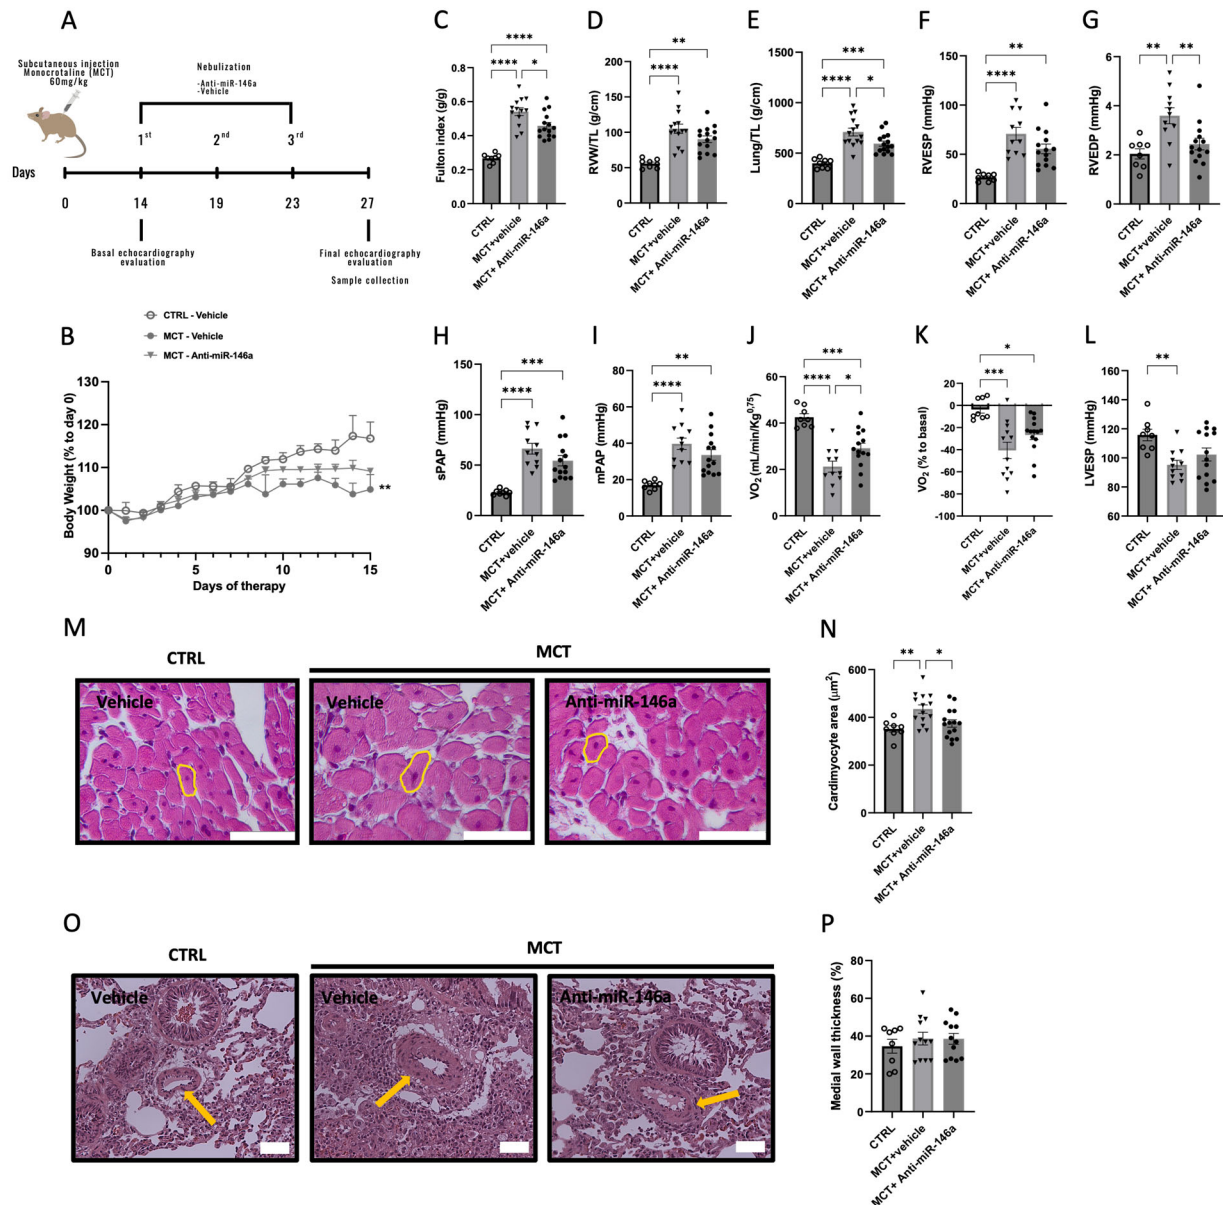 A
Subcutaneous injection
Monocrotaline (MCT)
60mg/kg
Nebulization
-Anti-miR-146a
-Vehicle
1st
2nd
3rd
Days
0
14
19
23
27
Basal echocardiography
evaluation
Final echocardiography
evaluation
Sample collection
B
CTRL - Vehicle
MCT - Vehicle
MCT - Anti-miR-146a
Body Weight (% to day 0)
130
120
110
100
90
0
5
10
15
**
Days of therapy
C
Fulton index (g/g)
0.8
0.6
0.4
0.2
0.0
****
****
*
CTRL
MCT+vehicle
MCT+ Anti-miR-146a
D
RVW/TL (g/cm)
200
150
100
50
0
**
****
CTRL
MCT+vehicle
MCT+ Anti-miR-146a
E
Lung/TL (g/cm)
1500
1000
500
0
***
****
*
CTRL
MCT+vehicle
MCT+ Anti-miR-146a
F
RVESP (mmHg)
150
100
50
0
**
****
CTRL
MCT+vehicle
MCT+ Anti-miR-146a
G
RVEDP (mmHg)
6
4
2
0
**
**
CTRL
MCT+vehicle
MCT+ Anti-miR-146a
H
sPAP (mmHg)
150
100
50
0
***
****
CTRL
MCT+vehicle
MCT+ Anti-miR-146a
I
mPAP (mmHg)
80
60
40
20
0
**
****
CTRL
MCT+vehicle
MCT+ Anti-miR-146a
J
VO2 (mL/min/Kg0,75)
60
40
20
0
***
****
*
CTRL
MCT+vehicle
MCT+ Anti-miR-146a
K
VO2 (% to basal)
20
0
-20
-40
-60
-80
-100
*
***
CTRL
MCT+vehicle
MCT+ Anti-miR-146a
L
LVESP (mmHg)
160
140
120
100
80
60
**
CTRL
MCT+vehicle
MCT+ Anti-miR-146a
M
CTRL
MCT
Vehicle
Vehicle
Anti-miR-146a
N
Cardimyocyte area (µm2)
600
400
200
0
**
*
CTRL
MCT+vehicle
MCT+ Anti-miR-146a
O
CTRL
MCT
Vehicle
Vehicle
Anti-miR-146a
P
Medial wall thickness (%)
80
60
40
20
0
CTRL
MCT+vehicle
MCT+ Anti-miR-146a